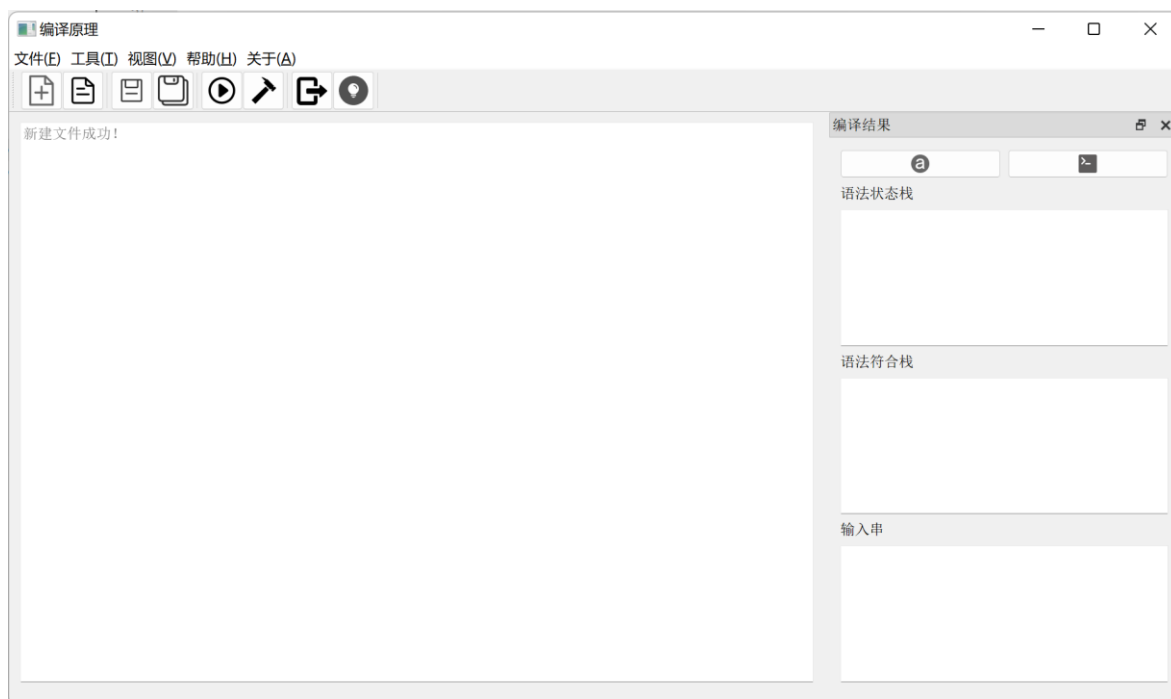 编译原理
文件(F) 工具(T) 视图(V) 帮助(H) 关于(A)
新建文件成功!
编译结果
a
语法状态栈
语法符合栈
输入串